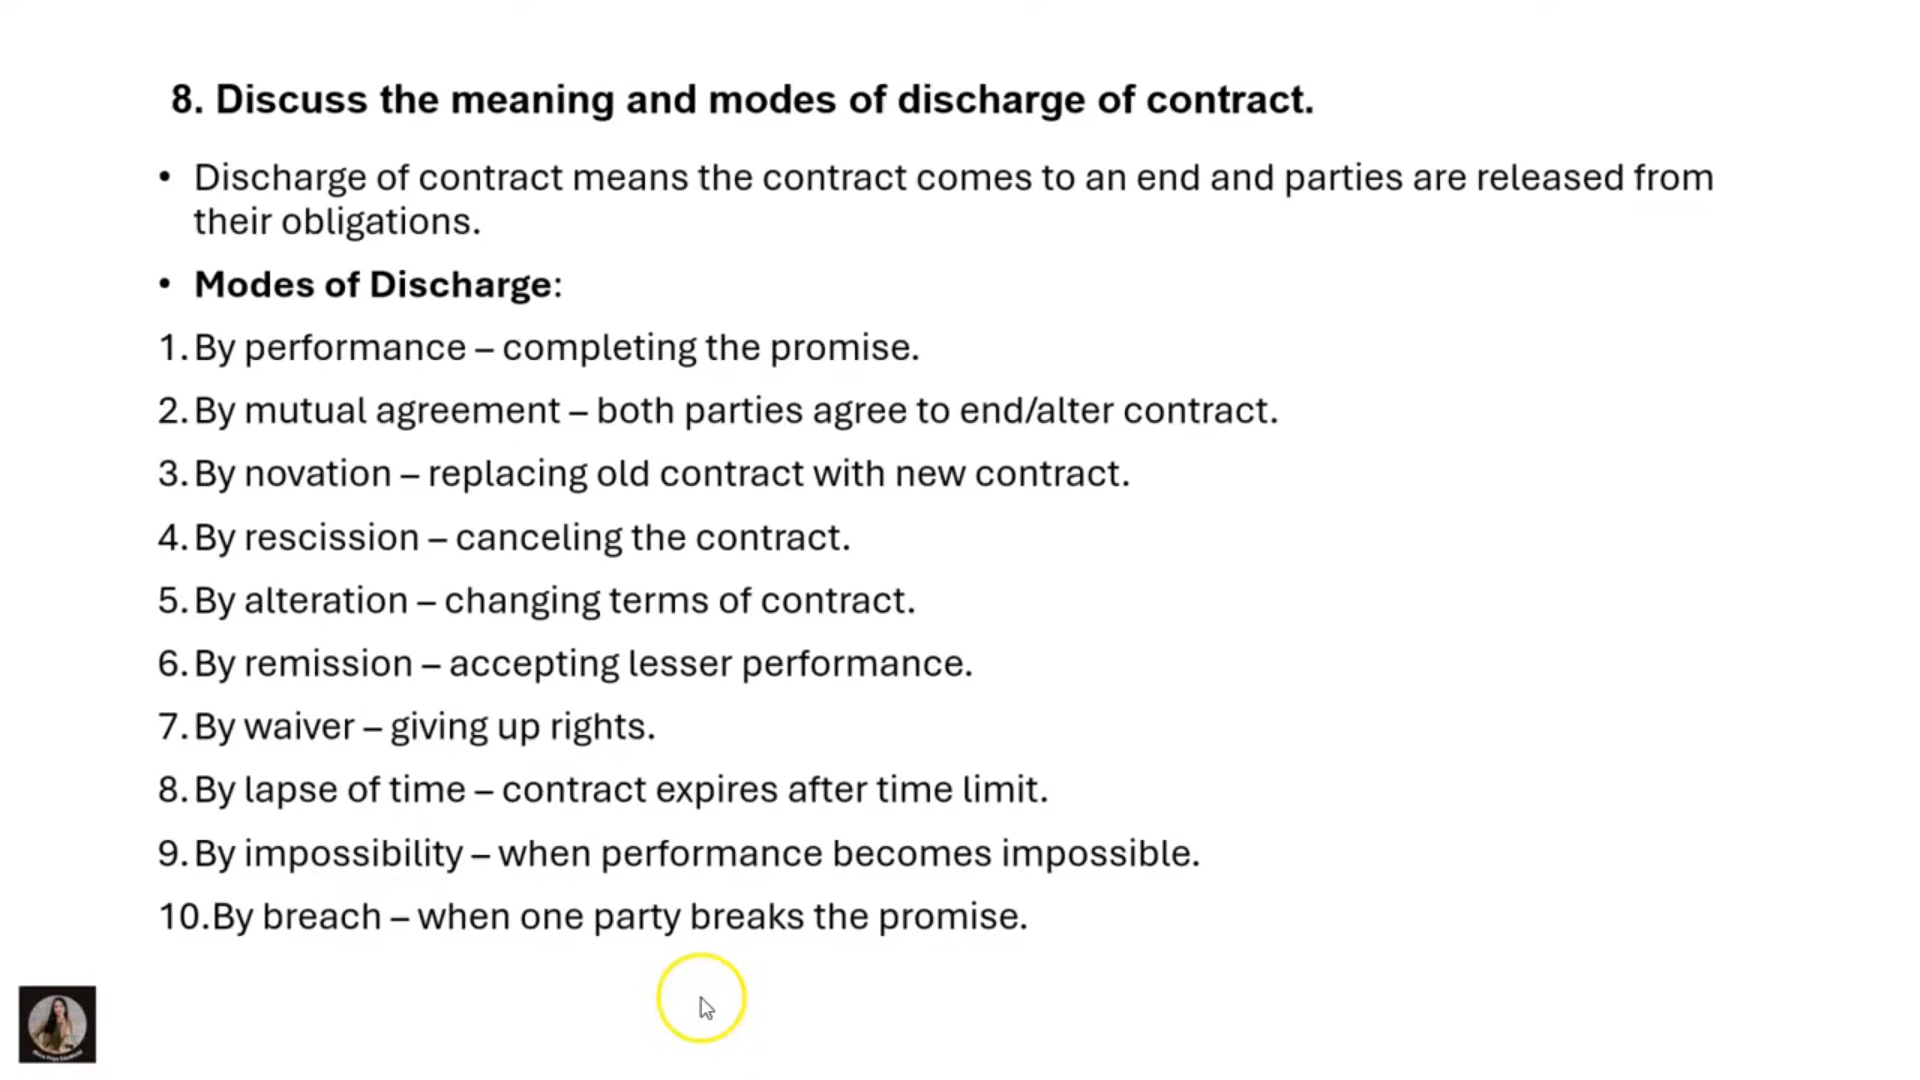 8. Discuss the meaning and modes of discharge of contract.
• Discharge of contract means the contract comes to an end and parties are released from
their obligations.
• Modes of Discharge:
1. By performance – completing the promise.
2. By mutual agreement – both parties agree to end/alter contract.
3. By novation – replacing old contract with new contract.
4. By rescission – canceling the contract.
5. By alteration – changing terms of contract.
6. By remission – accepting lesser performance.
7. By waiver – giving up rights.
8. By lapse of time – contract expires after time limit.
9. By impossibility – when performance becomes impossible.
10.By breach – when one party breaks the promise.